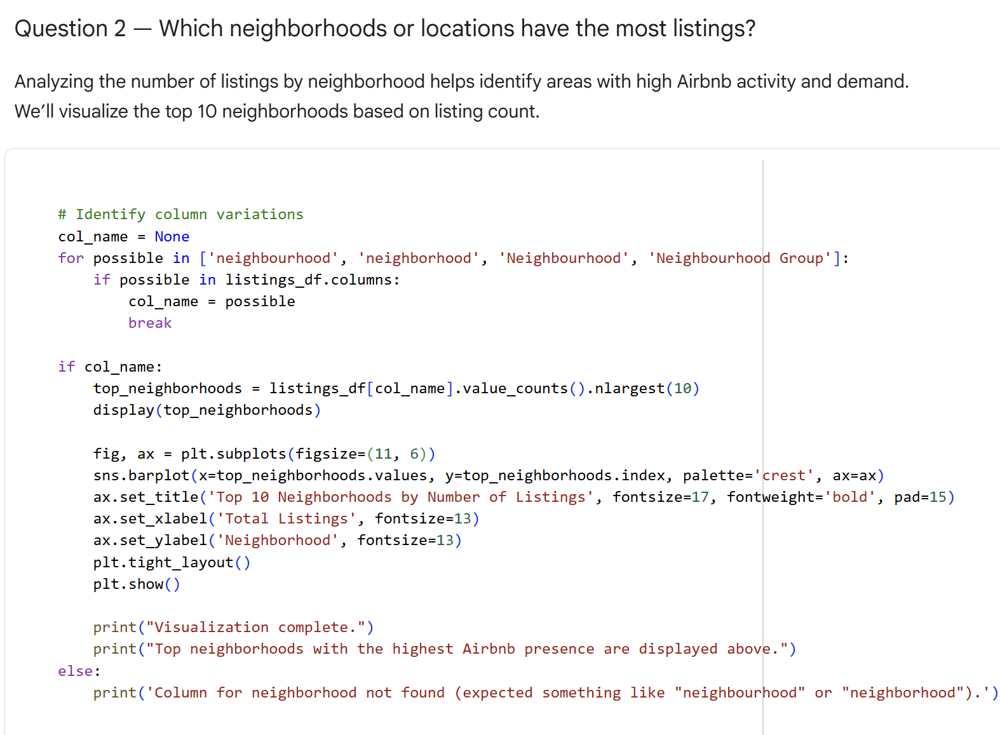 Question 2 — Which neighborhoods or locations have the most listings?
Analyzing the number of listings by neighborhood helps identify areas with high Airbnb activity and demand.
We’ll visualize the top 10 neighborhoods based on listing count.
# Identify column variations
col_name = None
for possible in ['neighbourhood', 'neighborhood', 'Neighbourhood', 'Neighbourhood Group']:
    if possible in listings_df.columns:
        col_name = possible
        break
if col_name:
    top_neighborhoods = listings_df[col_name].value_counts().nlargest(10)
    display(top_neighborhoods)
    fig, ax = plt.subplots(figsize=(11, 6))
    sns.barplot(x=top_neighborhoods.values, y=top_neighborhoods.index, palette='crest', ax=ax)
    ax.set_title('Top 10 Neighborhoods by Number of Listings', fontsize=17, fontweight='bold', pad=15)
    ax.set_xlabel('Total Listings', fontsize=13)
    ax.set_ylabel('Neighborhood', fontsize=13)
    plt.tight_layout()
    plt.show()
    print("Visualization complete.")
    print("Top neighborhoods with the highest Airbnb presence are displayed above.")
else:
    print('Column for neighborhood not found (expected something like "neighbourhood" or "neighborhood").')